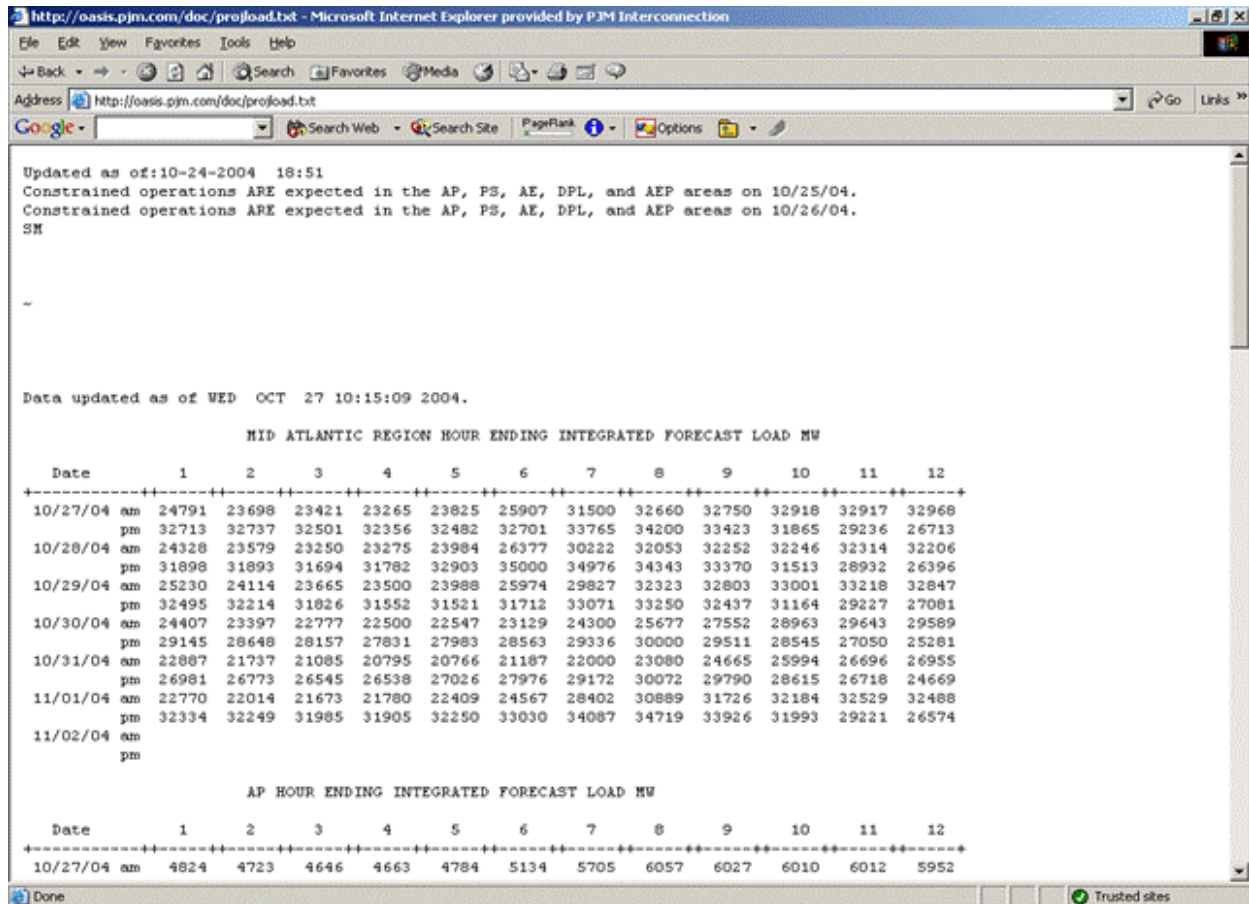 http://oasis.pjm.com/doc/projload.txt - Microsoft Internet Explorer provided by PJM Interconnection
File Edit View Favorites Tools Help
Back Search Favorites Media
Address http://oasis.pjm.com/doc/projload.txt Go Links »
Google Search Web Search Site PageRank Options
Updated as of:10-24-2004 18:51
Constrained operations ARE expected in the AP, PS, AE, DPL, and AEP areas on 10/25/04.
Constrained operations ARE expected in the AP, PS, AE, DPL, and AEP areas on 10/26/04.
SM
~
Data updated as of WED OCT 27 10:15:09 2004.
MID ATLANTIC REGION HOUR ENDING INTEGRATED FORECAST LOAD MW
Date 1 2 3 4 5 6 7 8 9 10 11 12
+-----------++-----++-----++-----++-----++-----++-----++-----++-----++-----++-----++-----++-----+
10/27/04 am 24791 23698 23421 23265 23825 25907 31500 32660 32750 32918 32917 32968
pm 32713 32737 32501 32356 32482 32701 33765 34200 33423 31865 29236 26713
10/28/04 am 24328 23579 23250 23275 23984 26377 30222 32053 32252 32246 32314 32206
pm 31898 31893 31694 31782 32903 35000 34976 34343 33370 31513 28932 26396
10/29/04 am 25230 24114 23665 23500 23988 25974 29827 32323 32803 33001 33218 32847
pm 32495 32214 31826 31552 31521 31712 33071 33250 32437 31164 29227 27081
10/30/04 am 24407 23397 22777 22500 22547 23129 24300 25677 27552 28963 29643 29589
pm 29145 28648 28157 27831 27983 28563 29336 30000 29511 28545 27050 25281
10/31/04 am 22887 21737 21085 20795 20766 21187 22000 23080 24665 25994 26696 26955
pm 26981 26773 26545 26538 27026 27976 29172 30072 29790 28615 26718 24669
11/01/04 am 22770 22014 21673 21780 22409 24567 28402 30889 31726 32184 32529 32488
pm 32334 32249 31985 31905 32250 33030 34087 34719 33926 31993 29221 26574
11/02/04 am
pm
AP HOUR ENDING INTEGRATED FORECAST LOAD MW
Date 1 2 3 4 5 6 7 8 9 10 11 12
+-----------++-----++-----++-----++-----++-----++-----++-----++-----++-----++-----++-----++-----+
10/27/04 am 4824 4723 4646 4663 4784 5134 5705 6057 6027 6010 6012 5952
Done Trusted sites